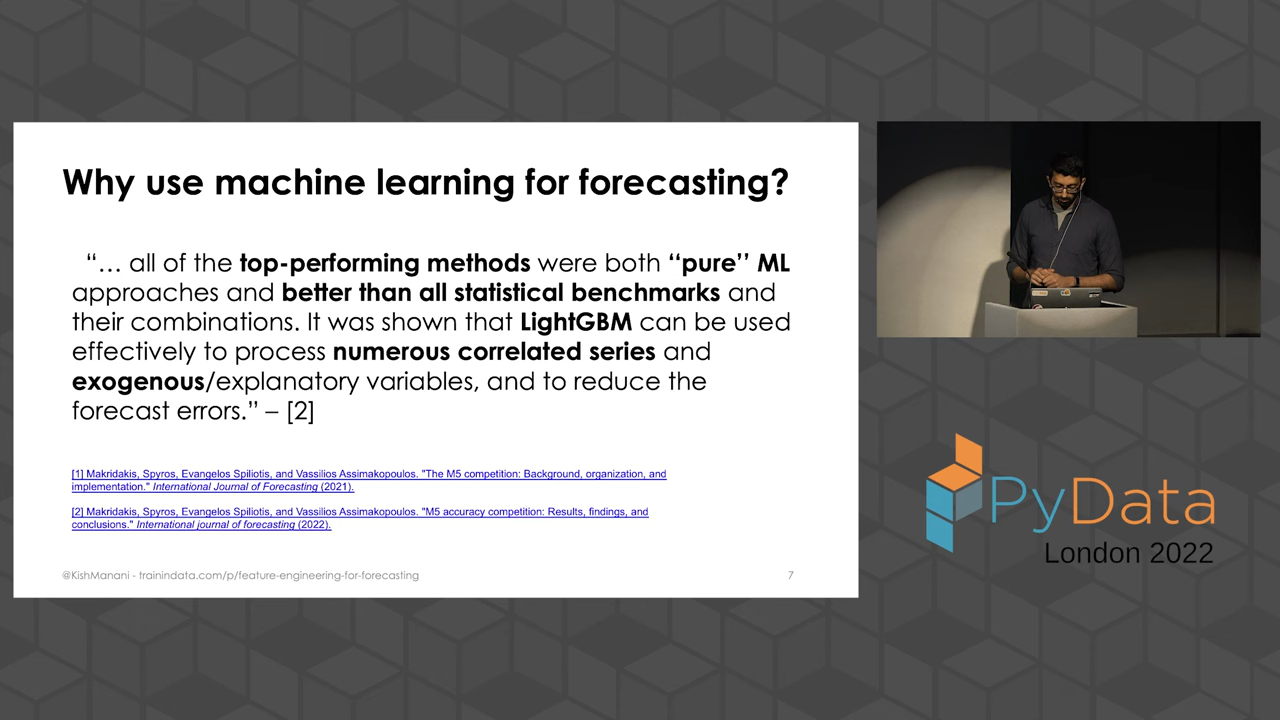 Why use machine learning for forecasting?
“… all of the top-performing methods were both “pure” ML
approaches and better than all statistical benchmarks and
their combinations. It was shown that LightGBM can be used
effectively to process numerous correlated series and
exogenous/explanatory variables, and to reduce the
forecast errors.” – [2]
[1] Makridakis, Spyros, Evangelos Spiliotis, and Vassilios Assimakopoulos. "The M5 competition: Background, organization, and
implementation." International Journal of Forecasting (2021).
[2] Makridakis, Spyros, Evangelos Spiliotis, and Vassilios Assimakopoulos. "M5 accuracy competition: Results, findings, and
conclusions." International journal of forecasting (2022).
@KishManani - trainindata.com/p/feature-engineering-for-forecasting
7
PyData
London 2022